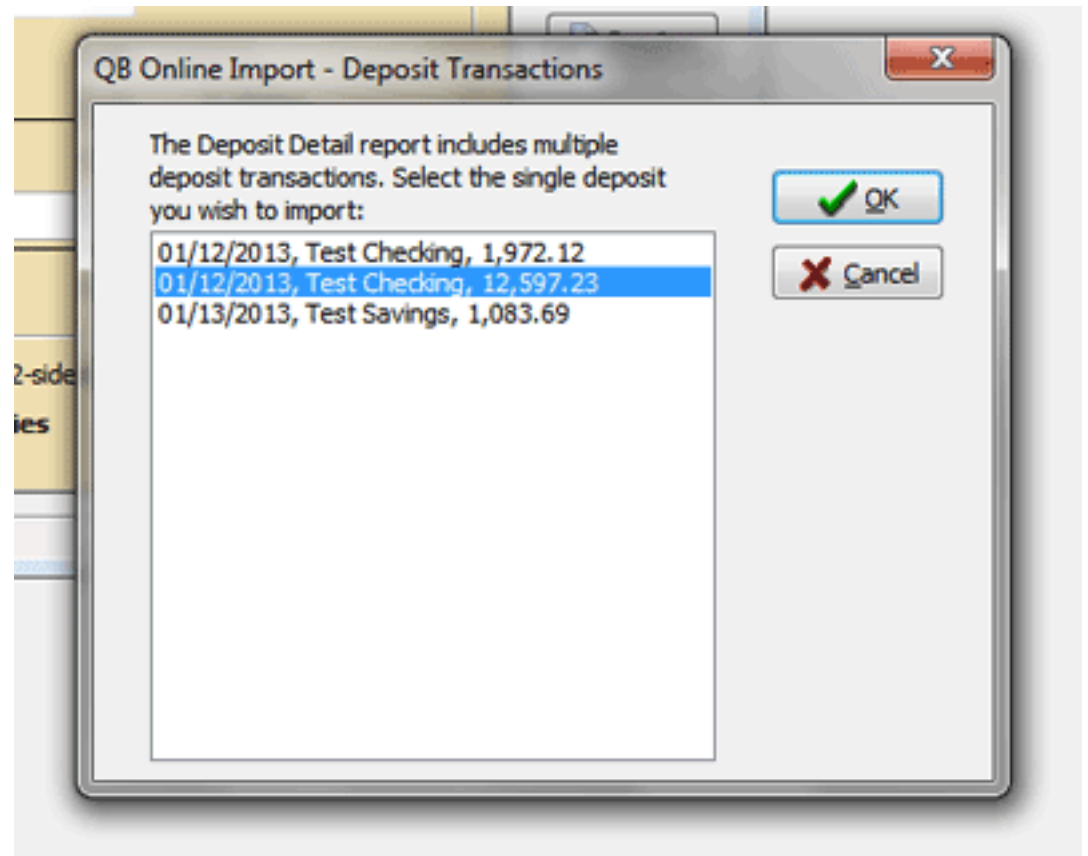 QB Online Import - Deposit Transactions
The Deposit Detail report includes multiple
deposit transactions. Select the single deposit
you wish to import:
OK
01/12/2013, Test Checking, 1,972.12
01/12/2013, Test Checking, 12,597.23
Cancel
01/13/2013, Test Savings, 1,083.69
2-side
ies